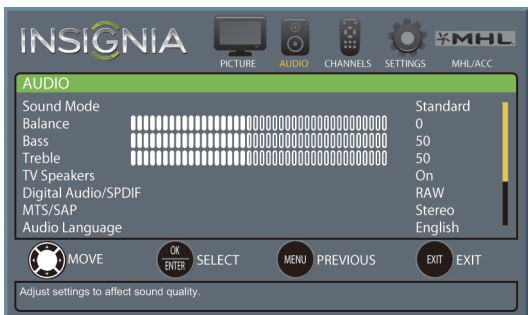 INSIGNIA
PICTURE AUDIO CHANNELS SETTINGS MHL/ACC
MHL
AUDIO
Sound Mode Standard
Balance 0
Bass 50
Treble 50
TV Speakers On
Digital Audio/SPDIF RAW
MTS/SAP Stereo
Audio Language English
MOVE OK ENTER SELECT MENU PREVIOUS EXIT EXIT
Adjust settings to affect sound quality.